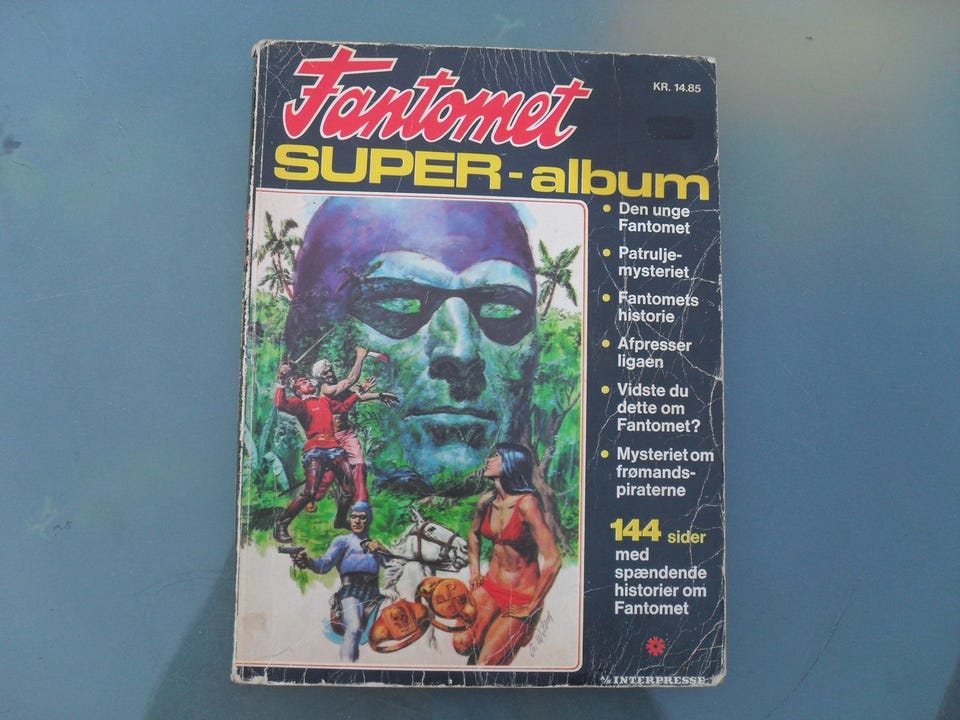 Fantomet
KR. 14.85
SUPER-album
• Den unge
Fantomet
• Patrulje-
mysteriet
• Fantomets
historie
• Afpresser
ligaen
• Vidste du
dette om
Fantomet?
• Mysteriet om
frømands-
piraterne
144 sider
med
spændende
historier om
Fantomet
A/S INTERPRESSE